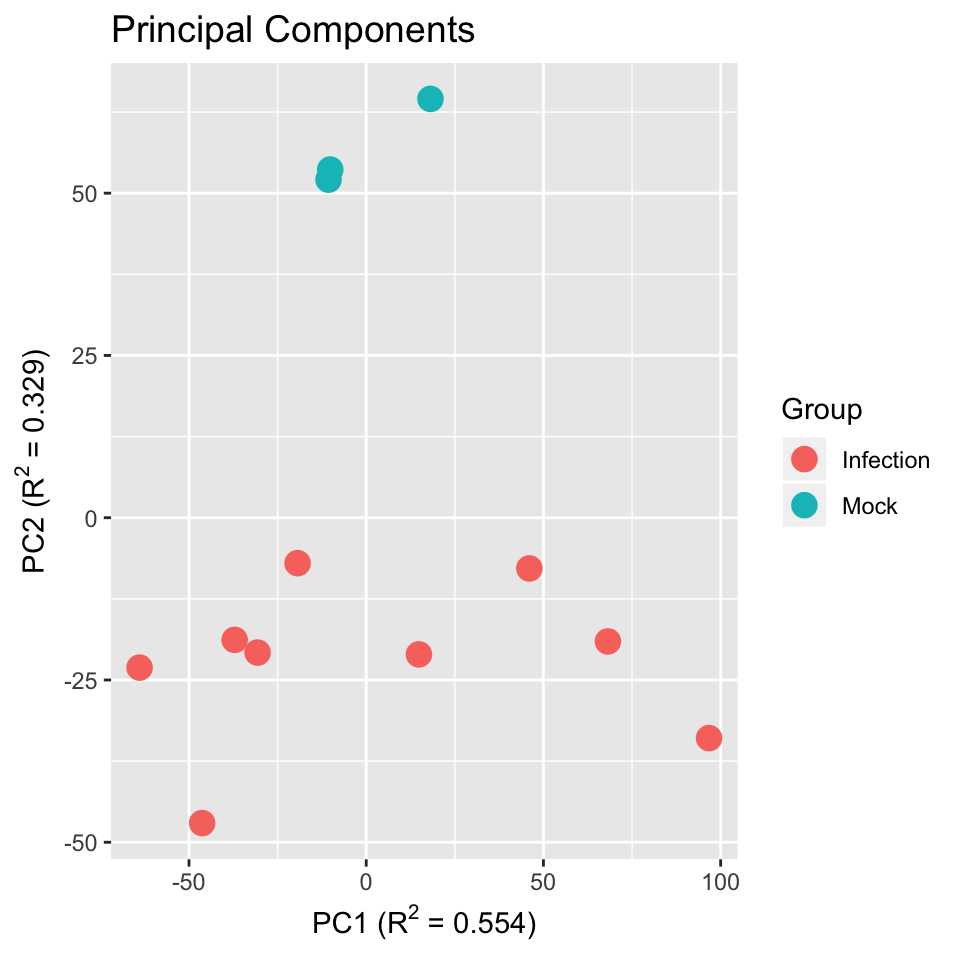 Principal Components
PC2 (R² = 0.329)
50
25
0
-25
-50
-50 0 50 100
PC1 (R² = 0.554)
Group
Infection
Mock